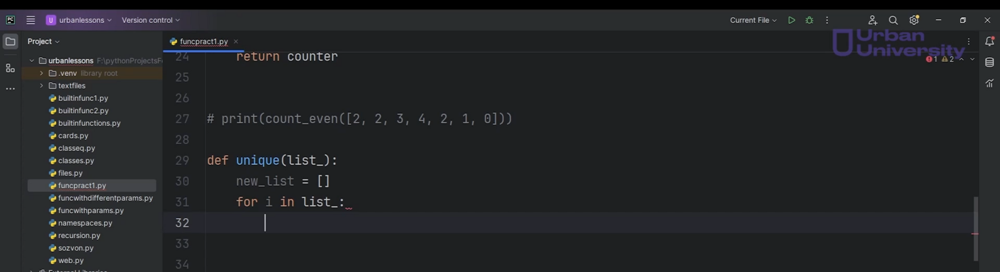 PC
U urbanlessons
Version control
Current File
Project
funcpract1.py
Urban
University
urbanlessons F:\pythonProjectsF
.venv library root
textfiles
builtinfunc1.py
builtinfunc2.py
builtinfunctions.py
cards.py
classeq.py
classes.py
files.py
funcpract1.py
funcwithdifferentparams.py
funcwithparams.py
namespaces.py
recursion.py
sozvon.py
web.py
External Libraries
1 2
24 return counter
25
26
27 # print(count_even([2, 2, 3, 4, 2, 1, 0]))
28
29 def unique(list_):
30 new_list = []
31 for i in list_:
32
33
34